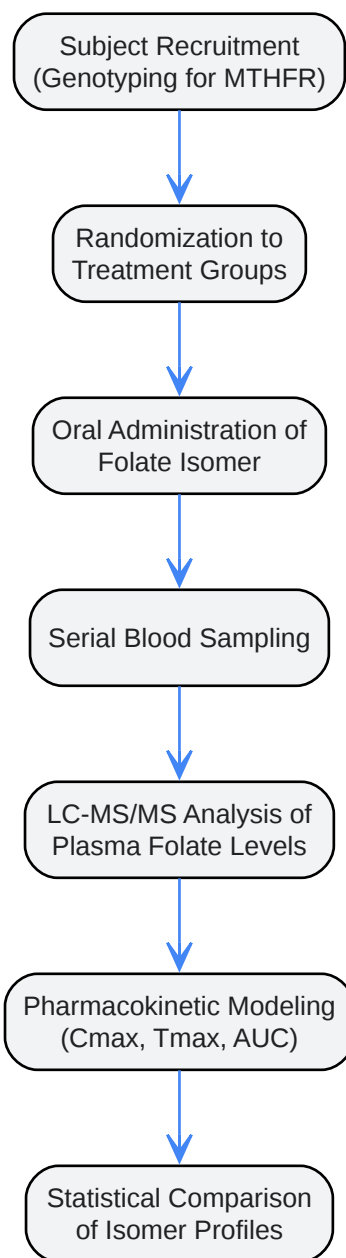 Subject Recruitment
(Genotyping for MTHFR)
Randomization to
Treatment Groups
Oral Administration of
Folate Isomer
Serial Blood Sampling
LC-MS/MS Analysis of
Plasma Folate Levels
Pharmacokinetic Modeling
(Cmax, Tmax, AUC)
Statistical Comparison
of Isomer Profiles